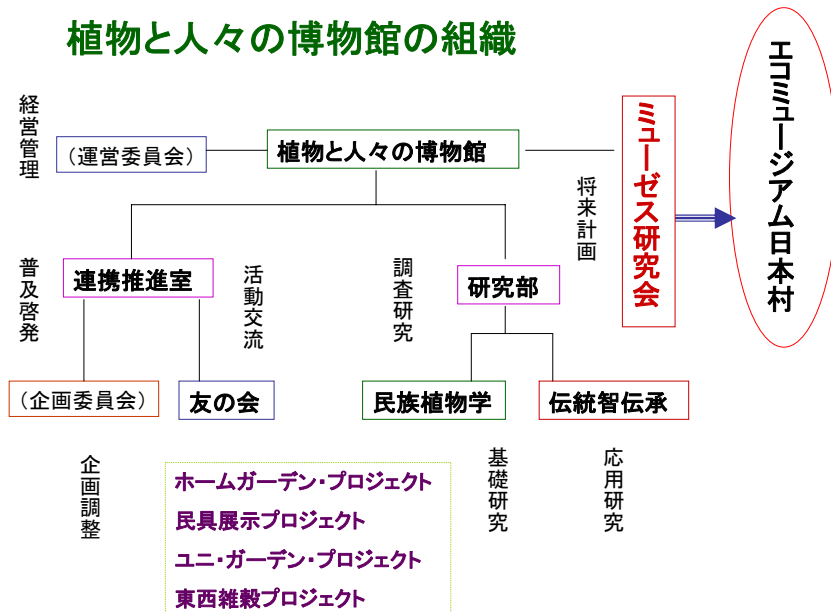 植物と人々の博物館の組織
経営管理
（運営委員会）
植物と人々の博物館
将来計画
ミューゼス研究会
エコミュージアム日本村
普及啓発
連携推進室
活動交流
調査研究
研究部
（企画委員会）
友の会
民族植物学
伝統智伝承
企画調整
基礎研究
応用研究
ホームガーデン・プロジェクト
民具展示プロジェクト
ユニ・ガーデン・プロジェクト
東西雑穀プロジェクト